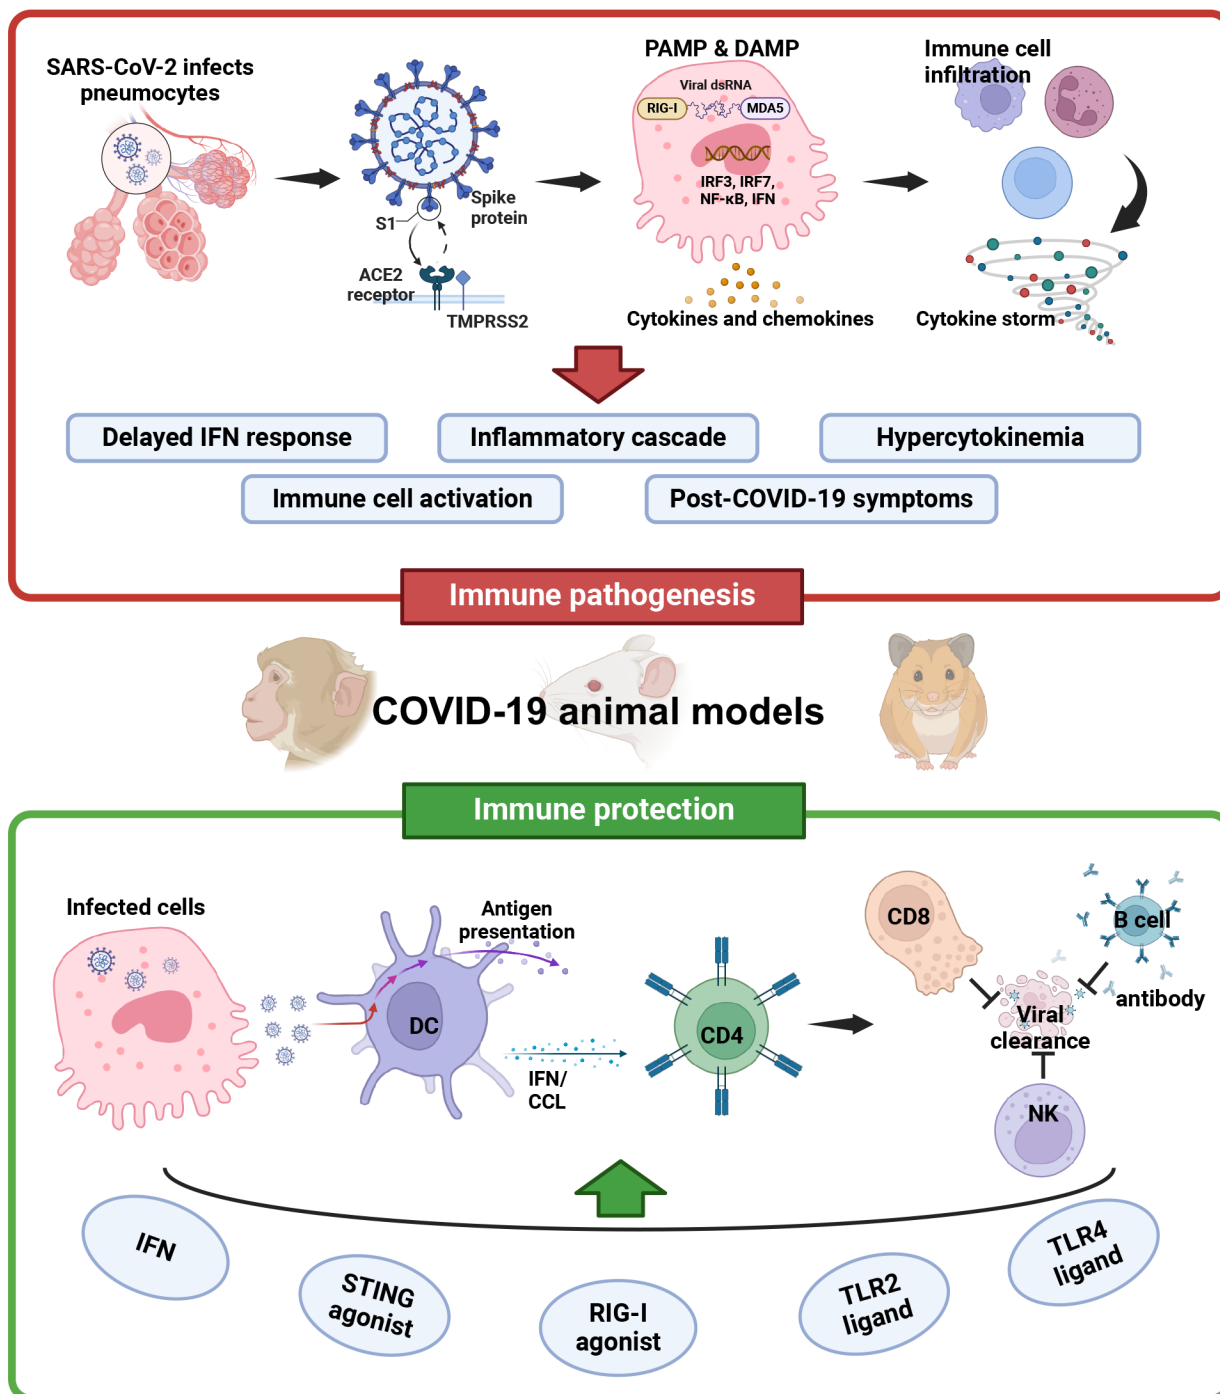 SARS-CoV-2 infects
pneumocytes
S1
Spike
protein
ACE2
receptor
TMPRSS2
PAMP & DAMP
Viral dsRNA
RIG-I
MDA5
IRF3, IRF7,
NF-κB, IFN
Cytokines and chemokines
Immune cell
infiltration
Cytokine storm
Delayed IFN response
Inflammatory cascade
Hypercytokinemia
Immune cell activation
Post-COVID-19 symptoms
Immune pathogenesis
COVID-19 animal models
Immune protection
Infected cells
DC
Antigen
presentation
IFN/
CCL
CD4
CD8
B cell
antibody
Viral
clearance
NK
IFN
STING
agonist
RIG-I
agonist
TLR2
ligand
TLR4
ligand